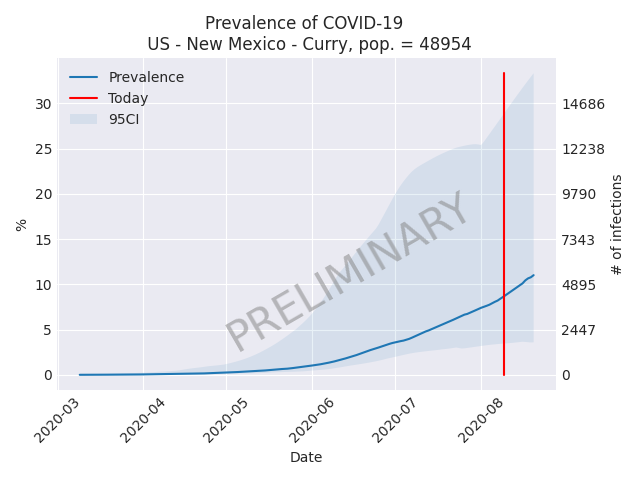 Prevalence of COVID-19
US - New Mexico - Curry, pop. = 48954
Prevalence
Today
95CI
30
25
20
15
10
5
0
%
14686
12238
9790
7343
4895
2447
0
# of infections
PRELIMINARY
2020-03
2020-04
2020-05
2020-06
2020-07
2020-08
Date